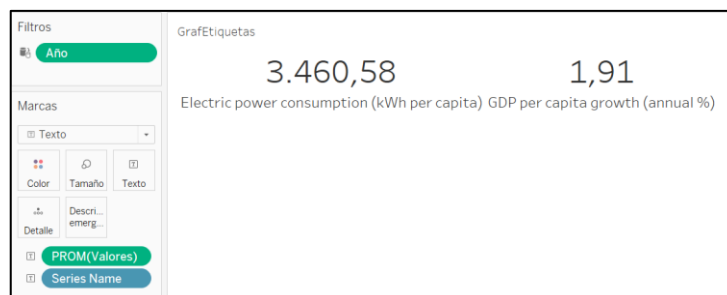 Filtros
Año
Marcas
Texto
Color Tamaño Texto
Detalle Descri... emerg...
PROM(Valores)
Series Name
GrafEtiquetas
3.460,58 1,91
Electric power consumption (kWh per capita) GDP per capita growth (annual %)